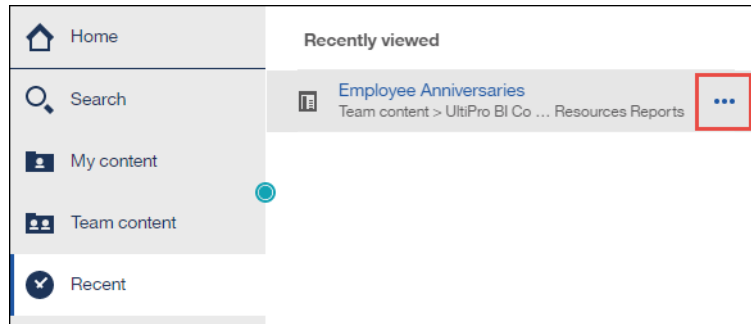 Home
Search
My content
Team content
Recent
Recently viewed
Employee Anniversaries
Team content > UltiPro BI Co ... Resources Reports